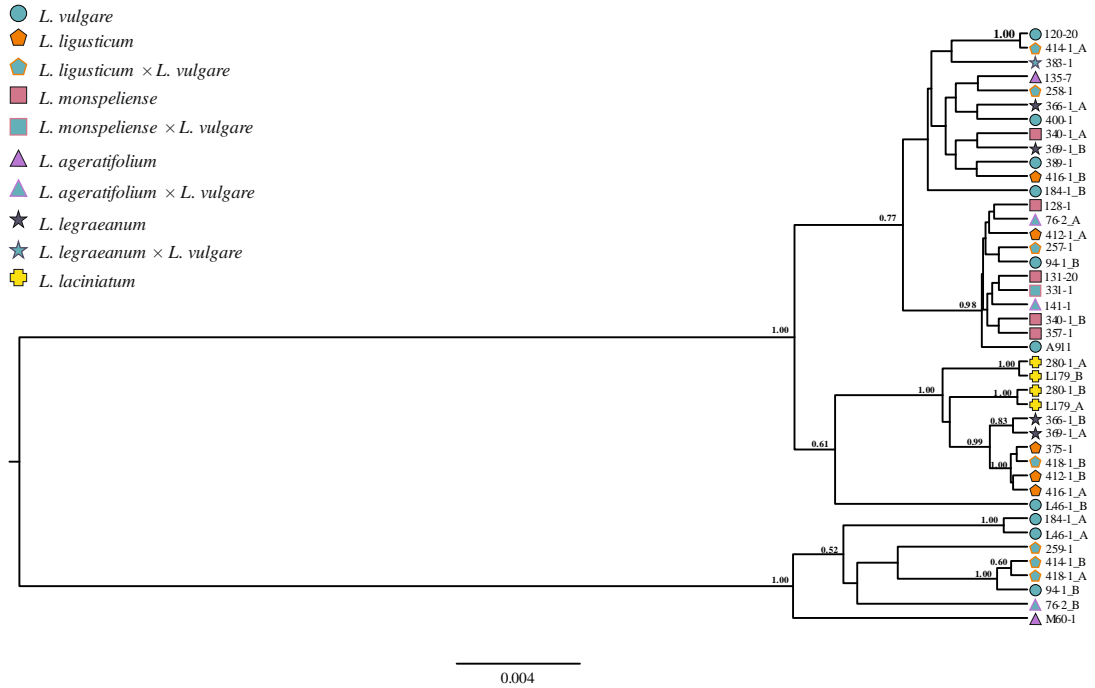 L. vulgare
L. ligusticum
L. ligusticum × L. vulgare
L. monspeliense
L. monspeliense × L. vulgare
L. ageratifolium
L. ageratifolium × L. vulgare
L. legraeanum
L. legraeanum × L. vulgare
L. laciniatum
1.00
120-20
414-1_A
383-1
135-7
258-1
366-1_A
400-1
340-1_A
369-1_B
389-1
416-1_B
184-1_B
0.77
128-1
76-2_A
412-1_A
257-1
94-1_B
131-20
331-1
0.98
141-1
340-1_B
357-1
A911
1.00
1.00
280-1_A
L179_B
1.00
1.00
280-1_B
L179_A
0.83
366-1_B
369-1_A
0.61
0.99
375-1
1.00
418-1_B
412-1_B
416-1_A
L46-1_B
1.00
184-1_A
L46-1_A
0.52
259-1
0.60
414-1_B
1.00
1.00
418-1_A
94-1_B
76-2_B
M60-1
0.004